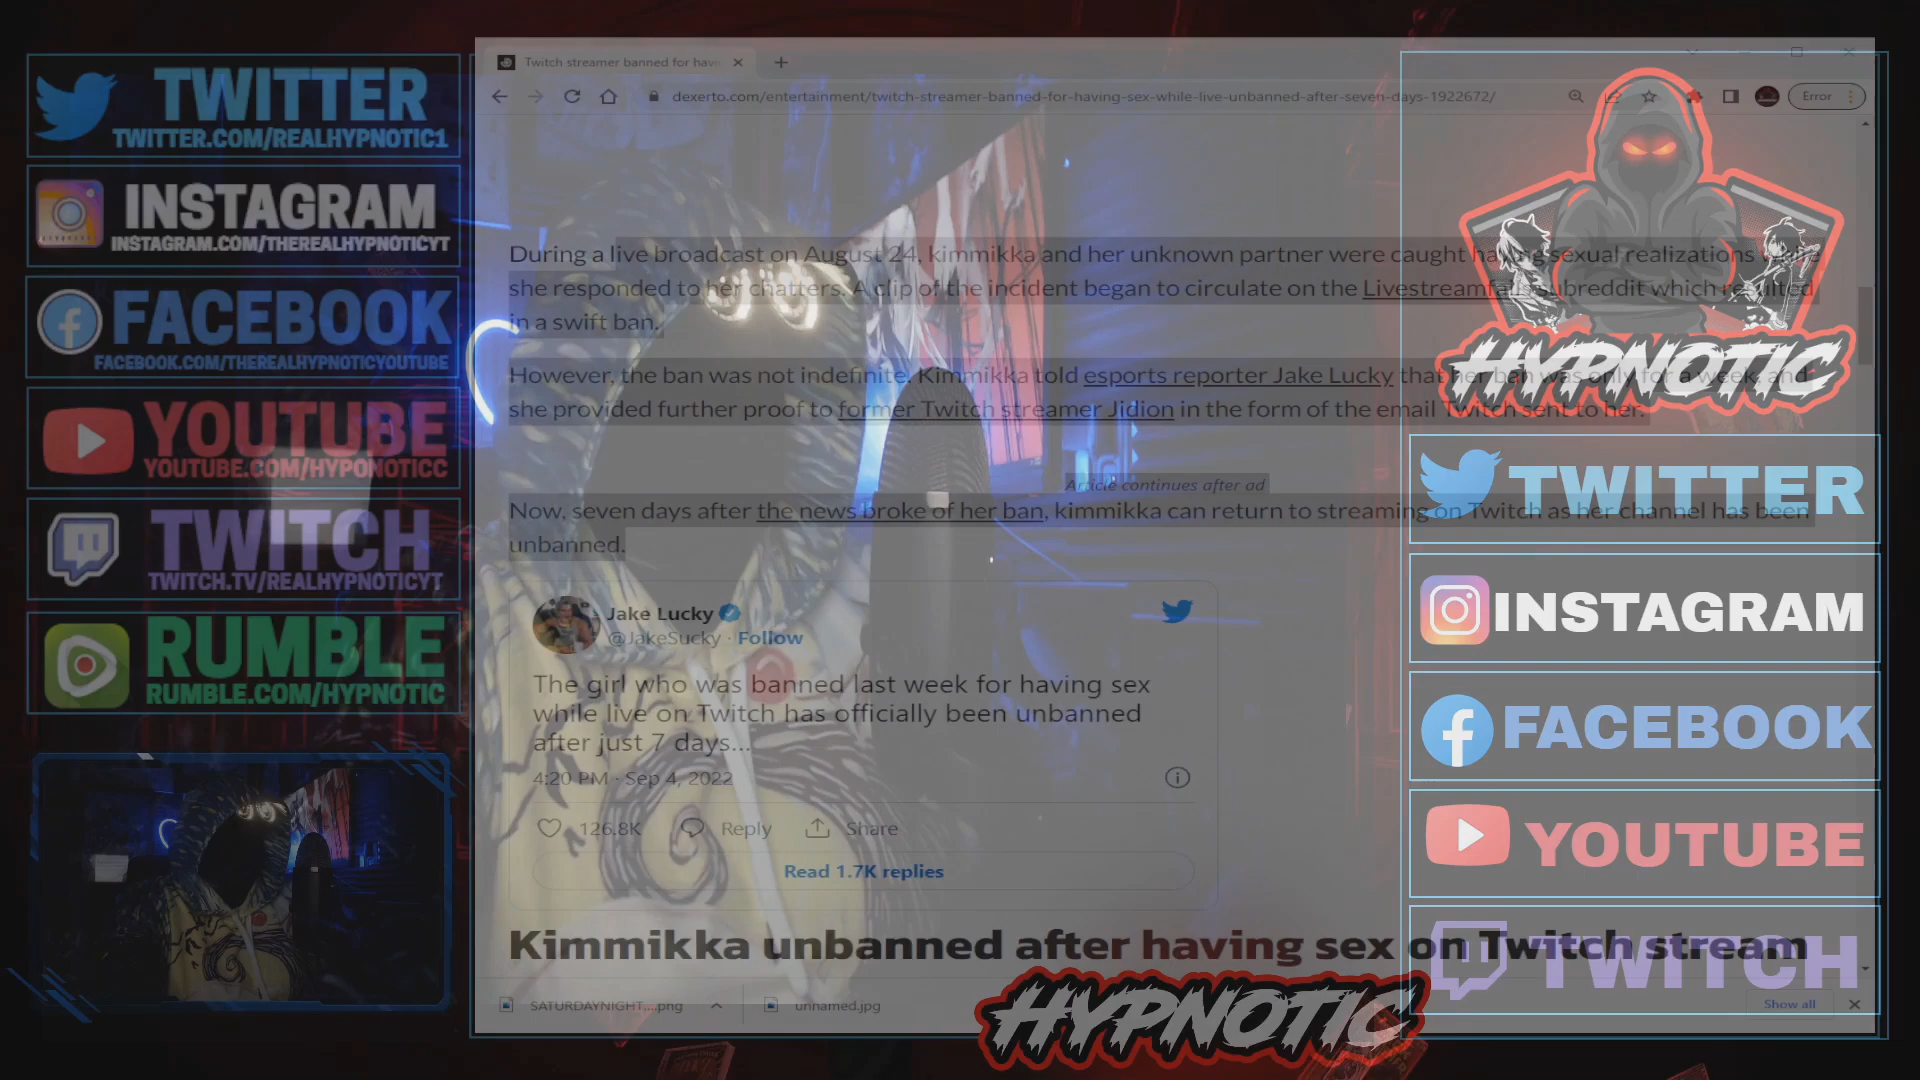 TWITTER
TWITTER.COM/REALHYPNOTIC1
INSTAGRAM
INSTAGRAM.COM/THEREALHYPNOTICYT
FACEBOOK
FACEBOOK.COM/THEREALHYPNOTICYOUTUBE
YOUTUBE
YOUTUBE.COM/HYPONOTICC
TWITCH
TWITCH.TV/REALHYPNOTICYT
RUMBLE
RUMBLE.COM/HYPNOTIC
Twitch streamer banned for havi
dexerto.com/entertainment/twitch-streamer-banned-for-having-sex-while-live-unbanned-after-seven-days-1922672/
Error
During a live broadcast on August 24, kimmikka and her unknown partner were caught having sexual realizations while
she responded to her chatters. A clip of the incident began to circulate on the Livestreamfails subreddit which resulted
in a swift ban.
However, the ban was not indefinite. Kimmikka told esports reporter Jake Lucky that her ban was only for a week, and
she provided further proof to former Twitch streamer Jidion in the form of the email Twitch sent to her.
Article continues after ad
Now, seven days after the news broke of her ban, kimmikka can return to streaming on Twitch as her channel has been
unbanned.
Jake Lucky
@JakeSucky · Follow
The girl who was banned last week for having sex
while live on Twitch has officially been unbanned
after just 7 days...
4:20 PM · Sep 4, 2022
126.8K Reply Share
Read 1.7K replies
Kimmikka unbanned after having sex on Twitch stream
SATURDAYNIGHT....png
unnamed.jpg
Show all
HYPNOTIC
HYPNOTIC
TWITTER
INSTAGRAM
FACEBOOK
YOUTUBE
TWITCH